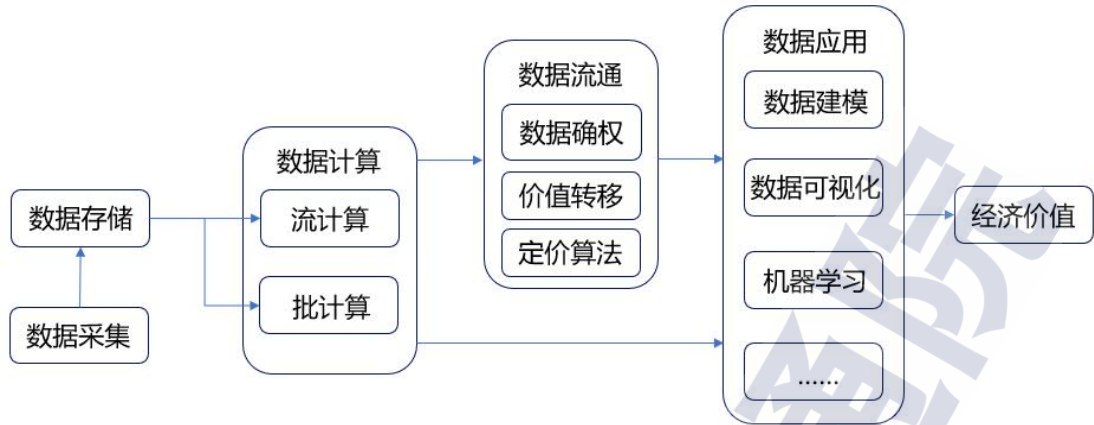 数据采集
数据存储
数据计算
流计算
批计算
数据流通
数据确权
价值转移
定价算法
数据应用
数据建模
数据可视化
机器学习
......
经济价值
通院